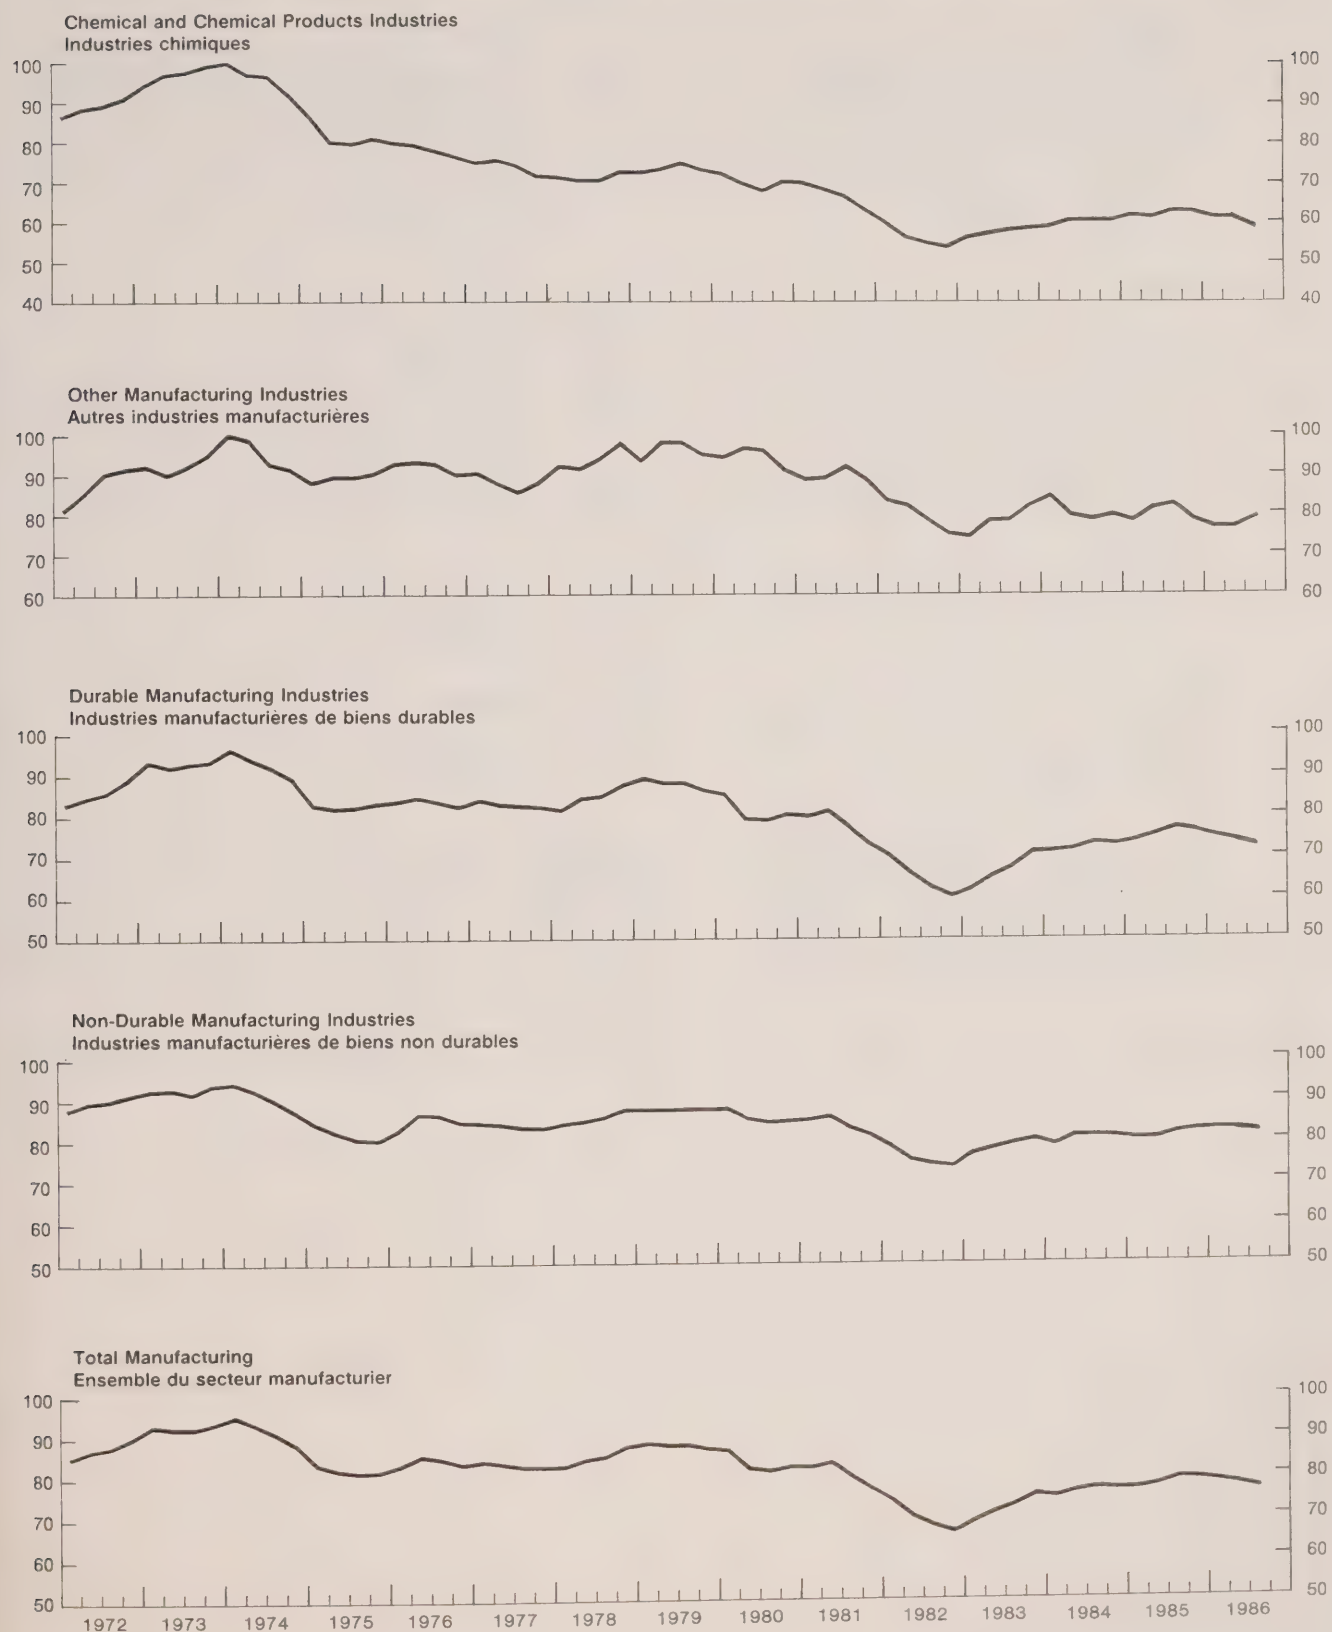 Chemical and Chemical Products Industries
Industries chimiques
100 100
90 90
80 80
70 70
60 60
50 50
40 40
Other Manufacturing Industries
Autres industries manufacturières
100 100
90 90
80 80
70 70
60 60
Durable Manufacturing Industries
Industries manufacturières de biens durables
100 100
90 90
80 80
70 70
60 60
50 50
Non-Durable Manufacturing Industries
Industries manufacturières de biens non durables
100 100
90 90
80 80
70 70
60 60
50 50
Total Manufacturing
Ensemble du secteur manufacturier
100 100
90 90
80 80
70 70
60 60
50 50
1972 1973 1974 1975 1976 1977 1978 1979 1980 1981 1982 1983 1984 1985 1986